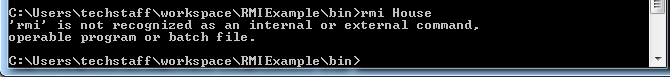 C:\Users\techstaff\workspace\RMIExample\bin>rmi House
'rmi' is not recognized as an internal or external command,
operable program or batch file.
C:\Users\techstaff\workspace\RMIExample\bin>